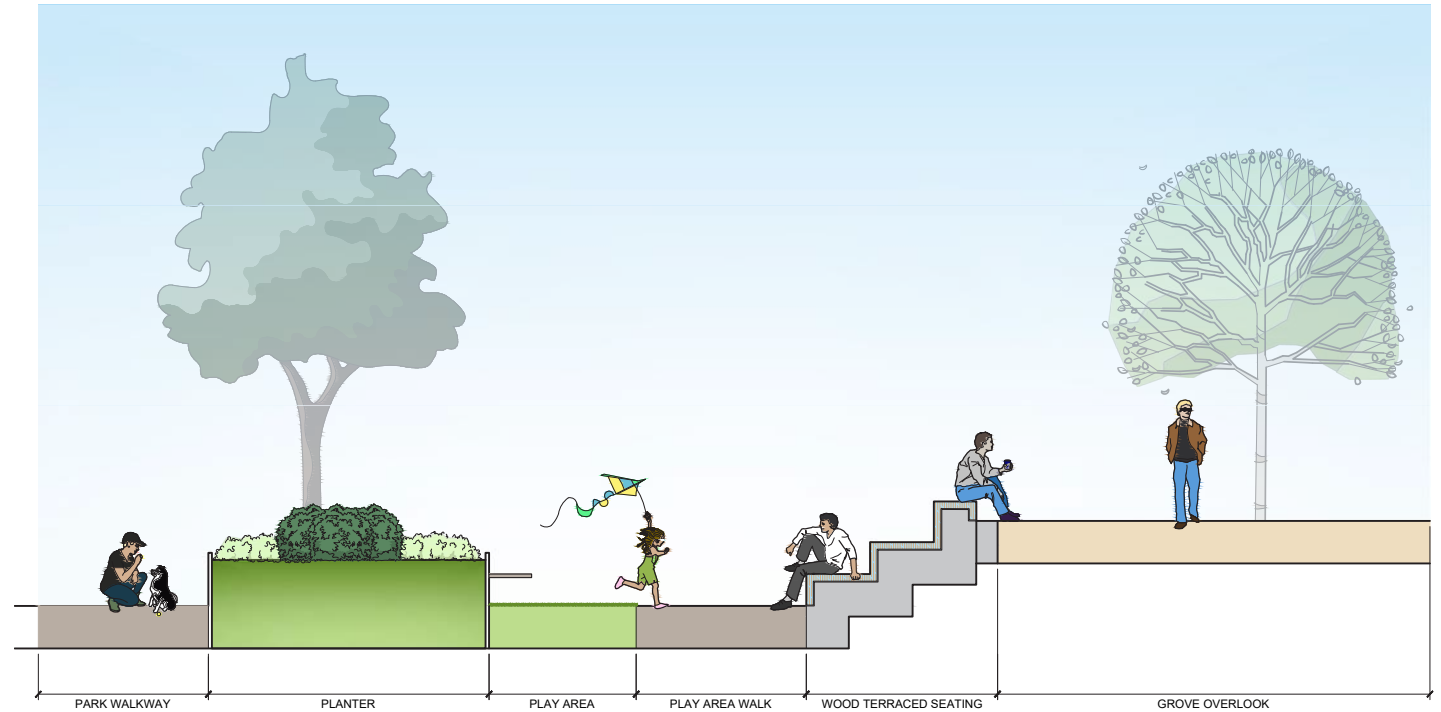 PARK WALKWAY
PLANTER
PLAY AREA
PLAY AREA WALK
WOOD TERRACED SEATING
GROVE OVERLOOK